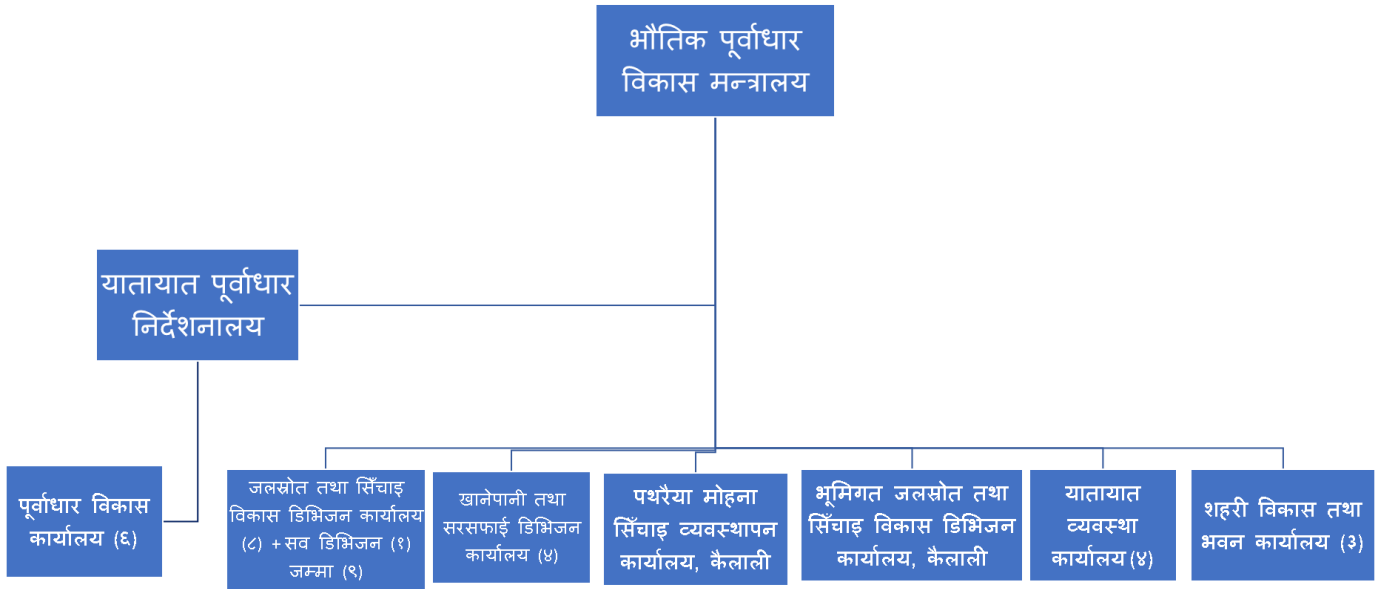 भौतिक पूर्वाधार
विकास मन्त्रालय
यातायात पूर्वाधार
निर्देशनालय
पूर्वाधार विकास
कार्यालय (६)
जलस्रोत तथा सिँचाइ
विकास डिभिजन कार्यालय
(८) +सव डिभिजन (१)
जम्मा (९)
खानेपानी तथा
सरसफाई डिभिजन
कार्यालय (४)
पथरैया मोहना
सिँचाइ व्यवस्थापन
कार्यालय, कैलाली
भूमिगत जलस्रोत तथा
सिँचाइ विकास डिभिजन
कार्यालय, कैलाली
यातायात
व्यवस्था
कार्यालय(४)
शहरी विकास तथा
भवन कार्यालय (३)